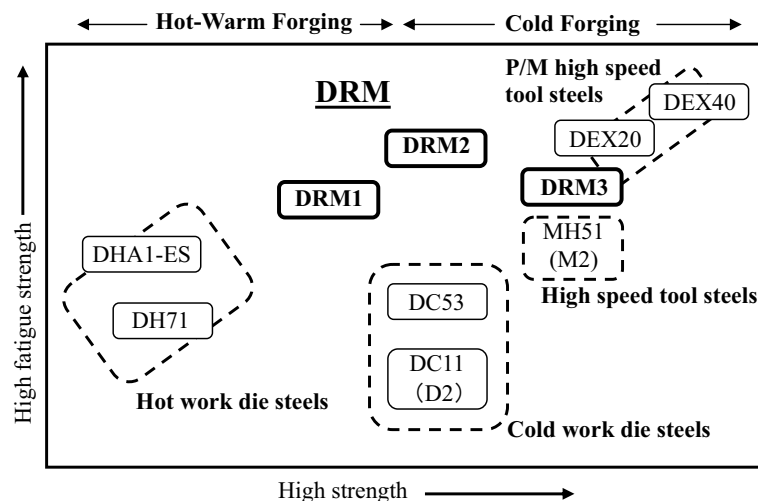 Hot-Warm Forging
Cold Forging
DRM
P/M high speed
tool steels
DEX40
DEX20
DRM2
DRM1
DRM3
MH51
(M2)
High speed tool steels
DHA1-ES
DH71
Hot work die steels
DC53
DC11
（D2）
Cold work die steels
High fatigue strength
High strength